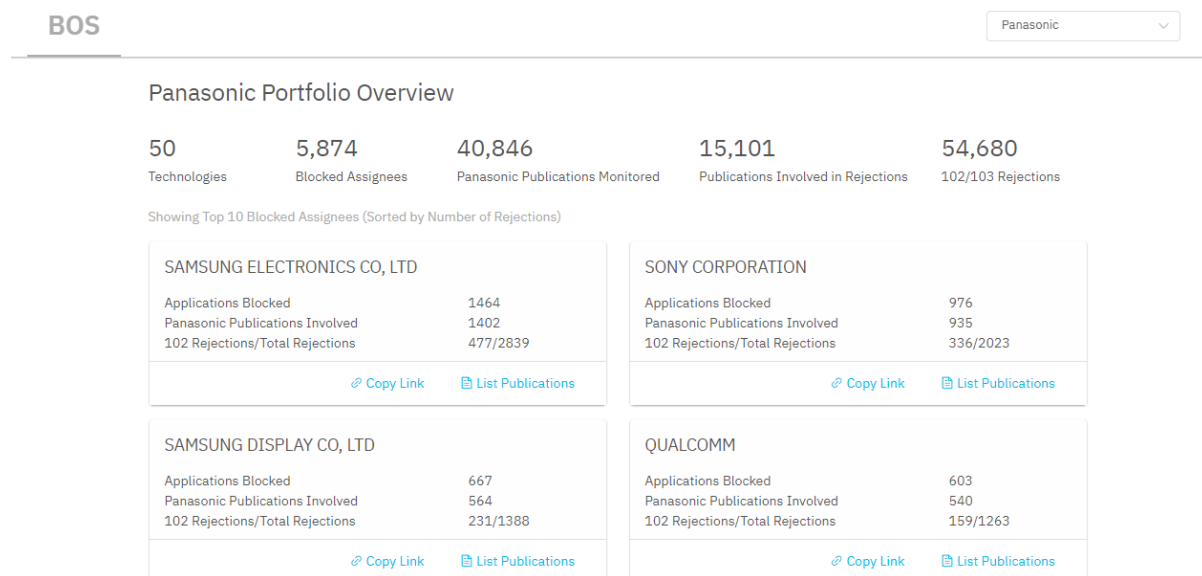 BOS
Panasonic
Panasonic Portfolio Overview
50
Technologies
5,874
Blocked Assignees
40,846
Panasonic Publications Monitored
15,101
Publications Involved in Rejections
54,680
102/103 Rejections
Showing Top 10 Blocked Assignees (Sorted by Number of Rejections)
SAMSUNG ELECTRONICS CO, LTD
Applications Blocked 1464
Panasonic Publications Involved 1402
102 Rejections/Total Rejections 477/2839
Copy Link List Publications
SONY CORPORATION
Applications Blocked 976
Panasonic Publications Involved 935
102 Rejections/Total Rejections 336/2023
Copy Link List Publications
SAMSUNG DISPLAY CO, LTD
Applications Blocked 667
Panasonic Publications Involved 564
102 Rejections/Total Rejections 231/1388
Copy Link List Publications
QUALCOMM
Applications Blocked 603
Panasonic Publications Involved 540
102 Rejections/Total Rejections 159/1263
Copy Link List Publications